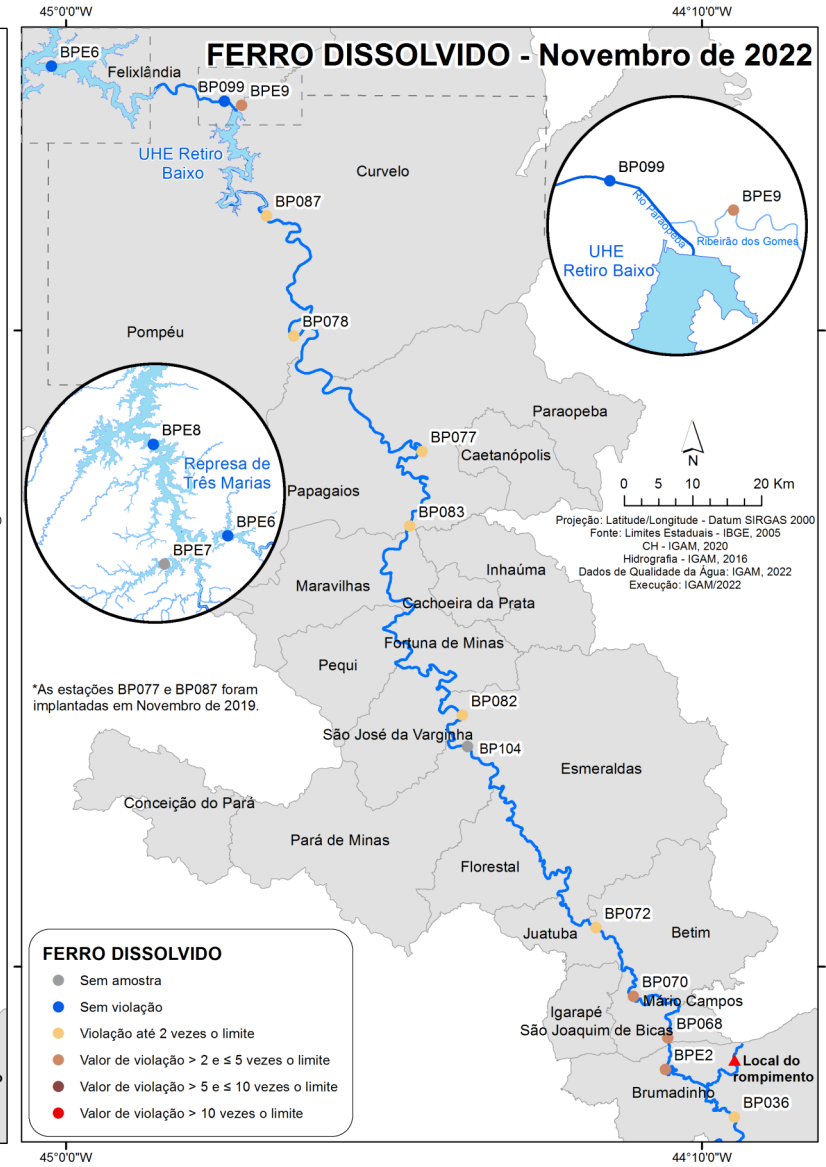 45°0'0"W
44°10'0"W
FERRO DISSOLVIDO - Novembro de 2022
BPE6
Felixlândia
BP099
BPE9
UHE Retiro
Baixo
Curvelo
BP087
BP099
BPE9
Rio Paraopeba
Ribeirão dos Gomes
UHE
Retiro Baixo
BP078
Pompéu
Paraopeba
BP077
Caetanópolis
BPE8
Represa de
Três Marias
Papagaios
BPE6
BPE7
BP083
N
0 5 10 20 Km
Projeção: Latitude/Longitude - Datum SIRGAS 2000
Fonte: Limites Estaduais - IBGE, 2005
CH - IGAM, 2020
Hidrografia - IGAM, 2016
Dados de Qualidade da Água: IGAM, 2022
Execução: IGAM/2022
Inhaúma
Maravilhas
Cachoeira da Prata
Fortuna de Minas
Pequi
*As estações BP077 e BP087 foram
implantadas em Novembro de 2019.
BP082
São José da Varginha
BP104
Esmeraldas
Conceição do Pará
Pará de Minas
Florestal
BP072
Juatuba
Betim
BP070
Mário Campos
Igarapé
São Joaquim de Bicas
BP068
BPE2
Local do
rompimento
Brumadinho
BP036
FERRO DISSOLVIDO
Sem amostra
Sem violação
Violação até 2 vezes o limite
Valor de violação > 2 e ≤ 5 vezes o limite
Valor de violação > 5 e ≤ 10 vezes o limite
Valor de violação > 10 vezes o limite
45°0'0"W
44°10'0"W